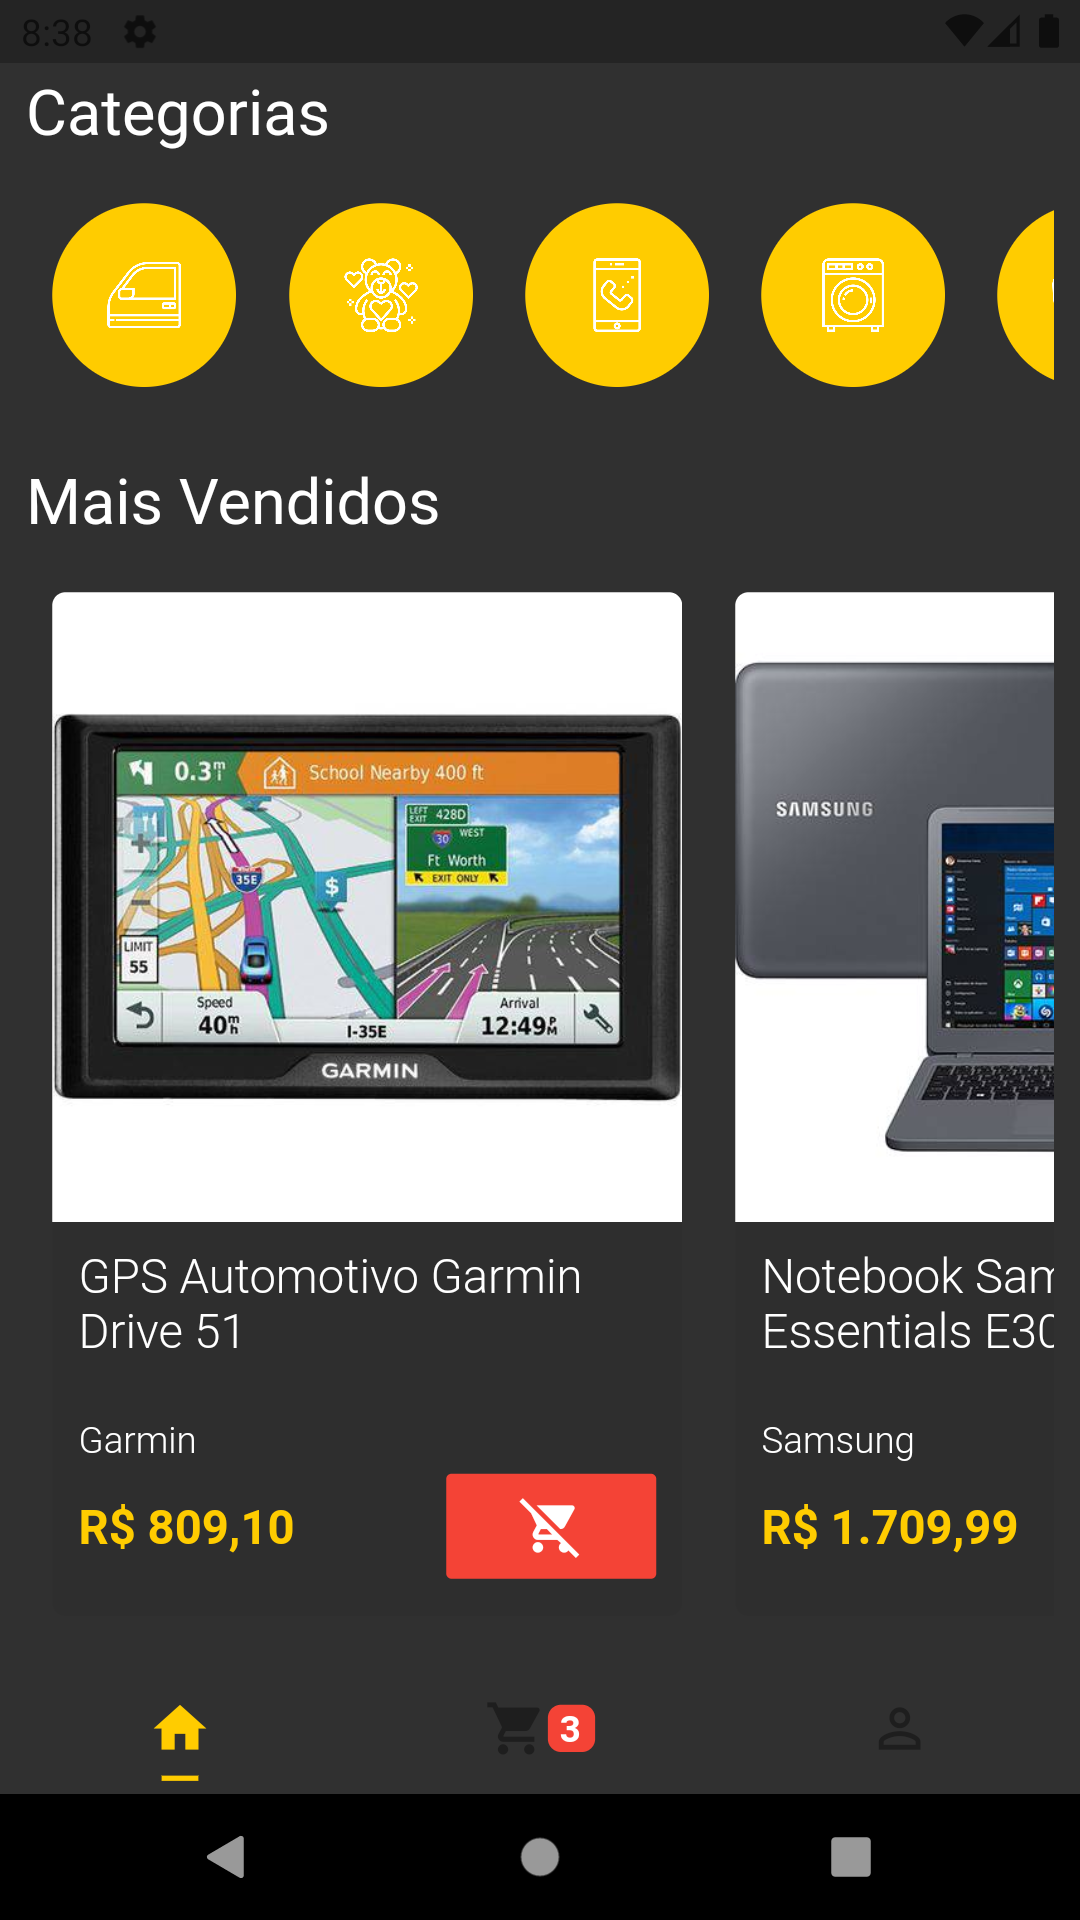 8:38
Categorias
Mais Vendidos
0.3 mi
School Nearby 400 ft
LEFT EXIT 428D
30 WEST
Ft Worth
EXIT ONLY
35E
$
LIMIT
55
Speed
40 mh
I-35E
Arrival
12:49 PM
GARMIN
SAMSUNG
GPS Automotivo Garmin
Drive 51
Garmin
R$ 809,10
Notebook Sam
Essentials E30
Samsung
R$ 1.709,99
3